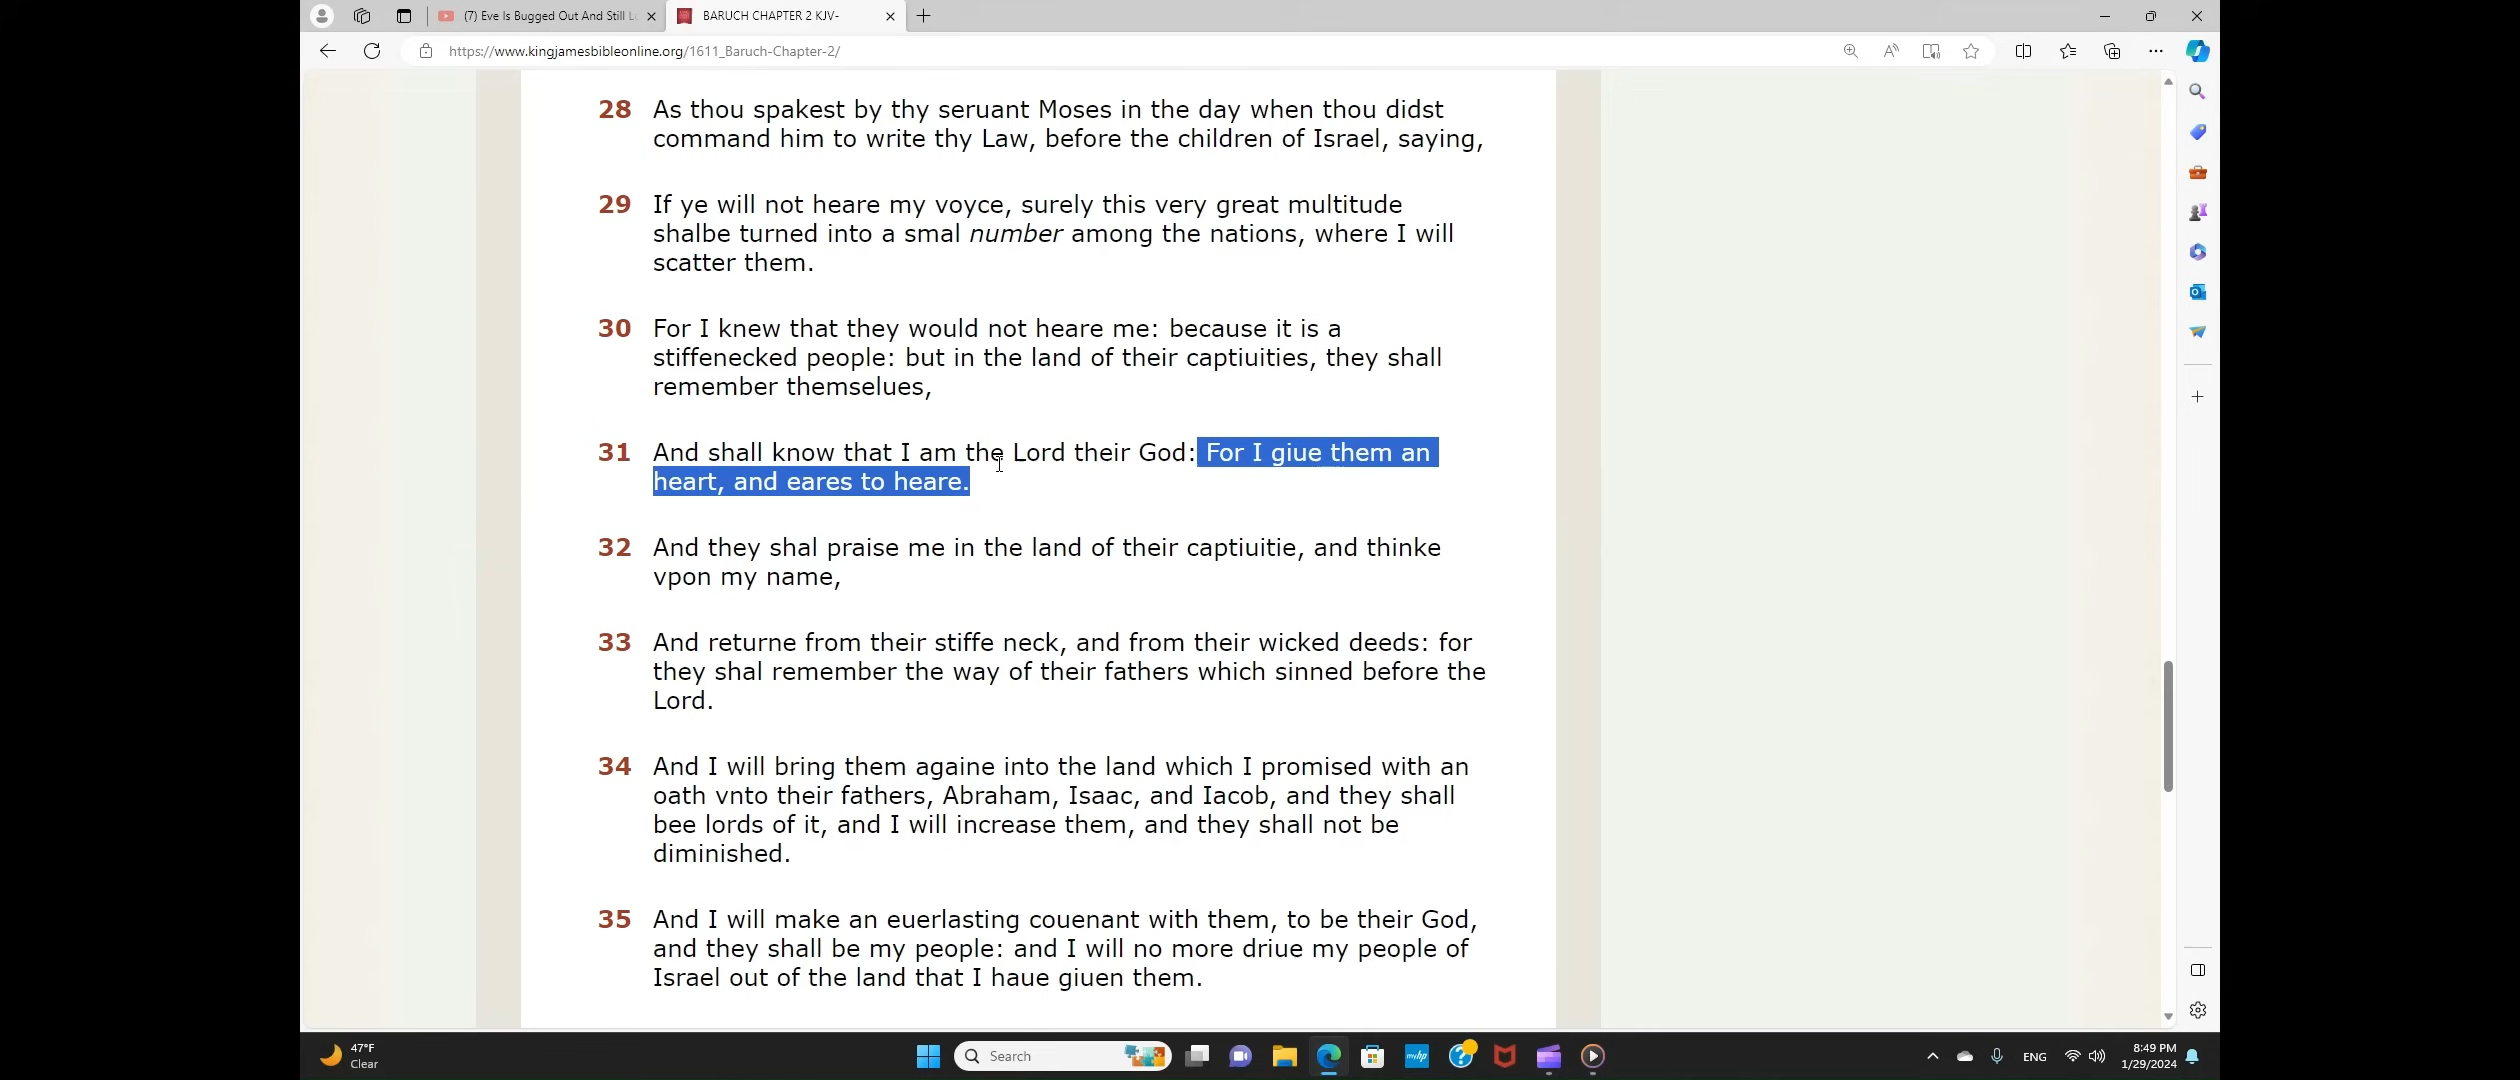 (7) Eve Is Bugged Out And Still L
BARUCH CHAPTER 2 KJV-
https://www.kingjamesbibleonline.org/1611_Baruch-Chapter-2/
28 As thou spakest by thy seruant Moses in the day when thou didst
command him to write thy Law, before the children of Israel, saying,
29 If ye will not heare my voyce, surely this very great multitude
shalbe turned into a smal number among the nations, where I will
scatter them.
30 For I knew that they would not heare me: because it is a
stiffenecked people: but in the land of their captiuities, they shall
remember themselues,
31 And shall know that I am the Lord their God: For I giue them an
heart, and eares to heare.
32 And they shal praise me in the land of their captiuitie, and thinke
vpon my name,
33 And returne from their stiffe neck, and from their wicked deeds: for
they shal remember the way of their fathers which sinned before the
Lord.
34 And I will bring them againe into the land which I promised with an
oath vnto their fathers, Abraham, Isaac, and Iacob, and they shall
bee lords of it, and I will increase them, and they shall not be
diminished.
35 And I will make an euerlasting couenant with them, to be their God,
and they shall be my people: and I will no more driue my people of
Israel out of the land that I haue giuen them.
47°F
Clear
Search
myhp
ENG
8:49 PM
1/29/2024